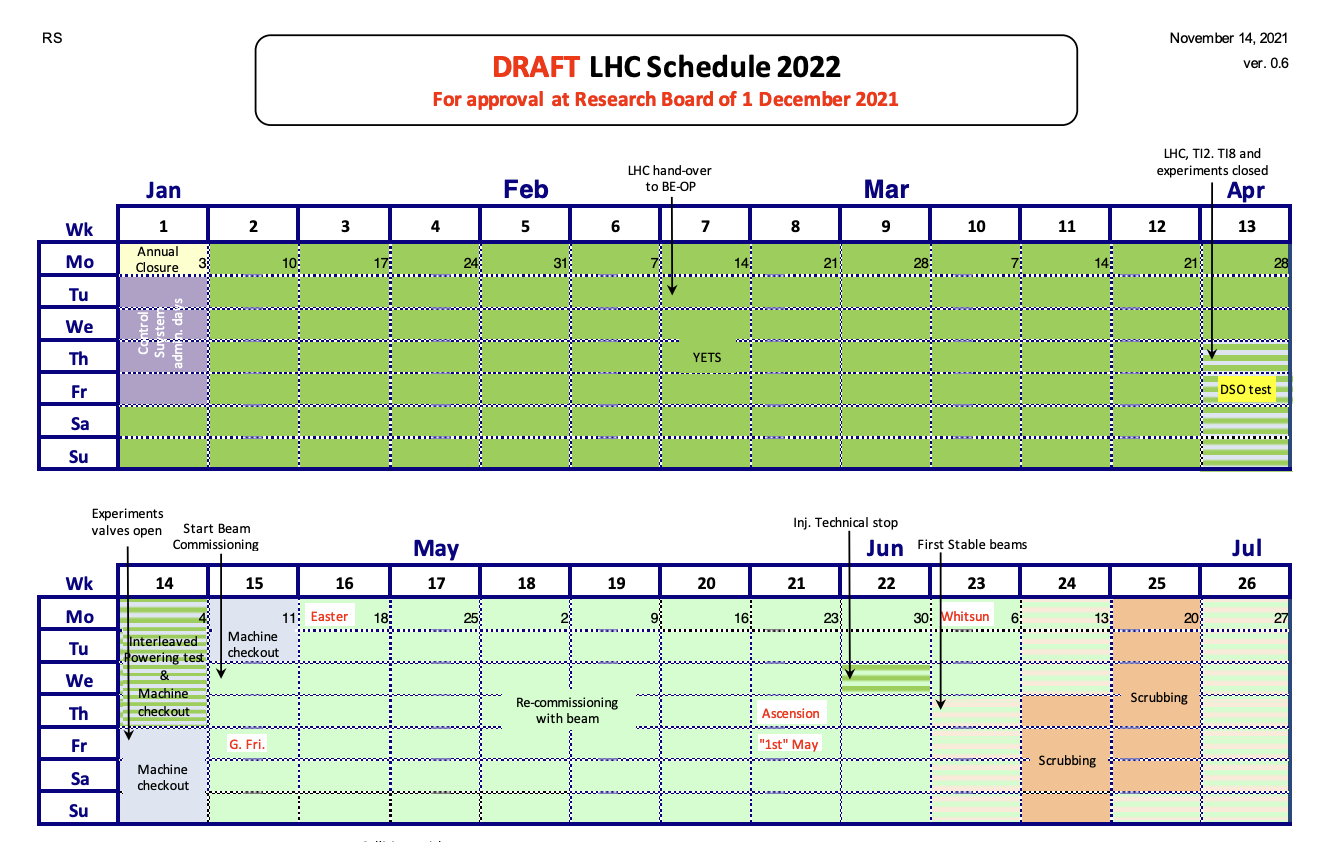 RS
November 14, 2021
ver. 0.6
DRAFT LHC Schedule 2022
For approval at Research Board of 1 December 2021
LHC, TI2. TI8 and
experiments closed
LHC hand-over
to BE-OP
Jan Feb Mar Apr
Wk 1 2 3 4 5 6 7 8 9 10 11 12 13
Mo Annual Closure 3 10 17 24 31 7 14 21 28 7 14 21 28
Tu
We
Control
Suystem
admin. days
Th YETS
Fr DSO test
Sa
Su
Experiments
valves open
Start Beam
Commissioning
Inj. Technical stop
First Stable beams
May Jun Jul
Wk 14 15 16 17 18 19 20 21 22 23 24 25 26
Mo 4 11 Easter 18 25 2 9 16 23 30 Whitsun 6 13 20 27
Tu
Interleaved
Powering test
&
Machine
checkout
Machine
checkout
We
Th
Re-commissioning
with beam
Ascension
Scrubbing
Fr G. Fri. "1st" May
Scrubbing
Sa
Machine
checkout
Su